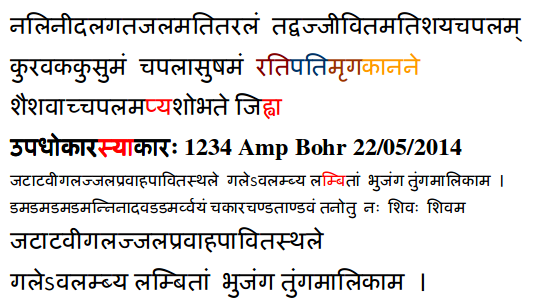 नलिनीदलगतजलमतितरलं तद्वज्जीवितमतिशयचपलम्
कुरवककुसुमं चपलासुषमं रतिपतिमृगकानने
शैशवाच्चपलमप्यशोभते जिह्वा
उपधोकारस्याकारः 1234 Amp Bohr 22/05/2014
जटाटवीगलज्जलप्रवाहपावितस्थले गलेऽवलम्ब्य लम्बितां भुजंग तुंगमालिकाम ।
डमडमडमडमन्निनादवडडमर्व्वयं चकारचण्डताण्डवं तनोतु नः शिवः शिवम
जटाटवीगलज्जलप्रवाहपावितस्थले
गलेऽवलम्ब्य लम्बितां भुजंग तुंगमालिकाम ।